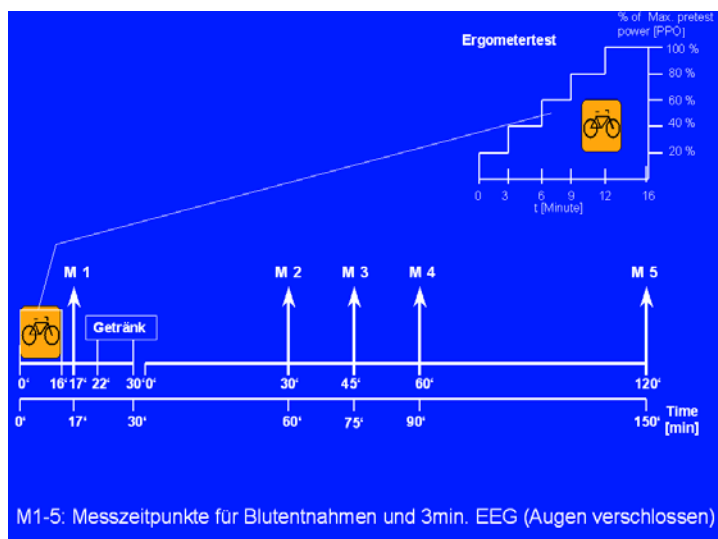 % of Max. pretest
power [PPO]
Ergometertest
100 %
80 %
60 %
40 %
20 %
0 3 6 9 12 16
t [Minute]
M 1 M 2 M 3 M 4 M 5
Getränk
0‘ 16‘ 17‘ 22‘ 30‘ 0‘ 30‘ 45‘ 60‘ 120‘
0‘ 17‘ 30‘ 60‘ 75‘ 90‘ 150‘ Time
[min]
M1-5: Messzeitpunkte für Blutentnahmen und 3min. EEG (Augen verschlossen)